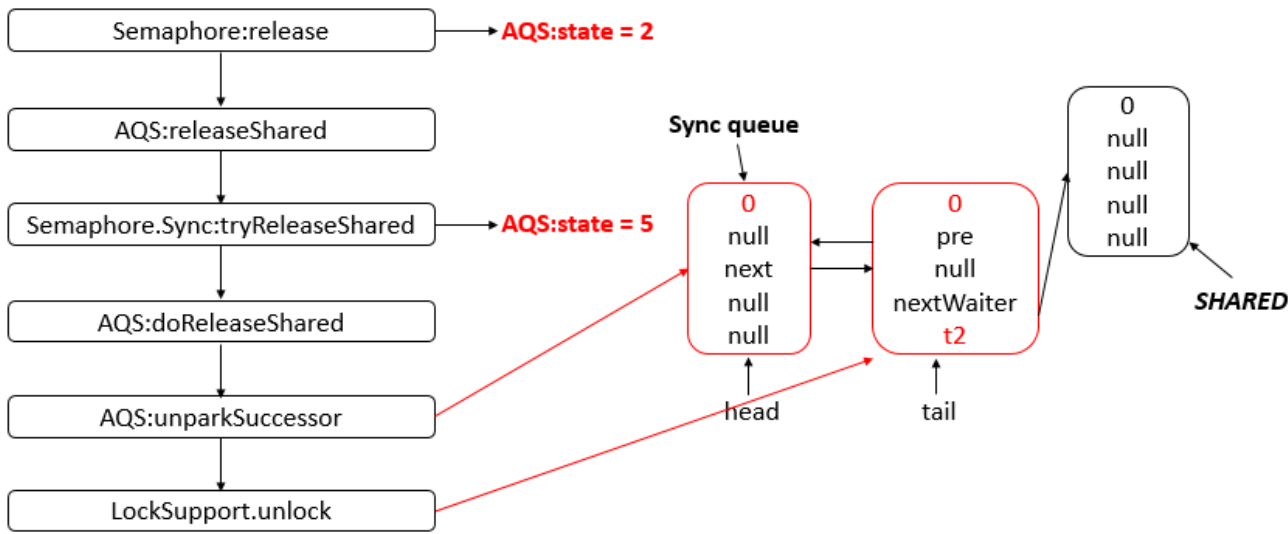 Semaphore:release
AQS:state = 2
AQS:releaseShared
Semaphore.Sync:tryReleaseShared
AQS:state = 5
AQS:doReleaseShared
AQS:unparkSuccessor
LockSupport.unlock
Sync queue
0
null
next
null
null
head
0
pre
null
nextWaiter
t2
tail
0
null
null
null
null
SHARED